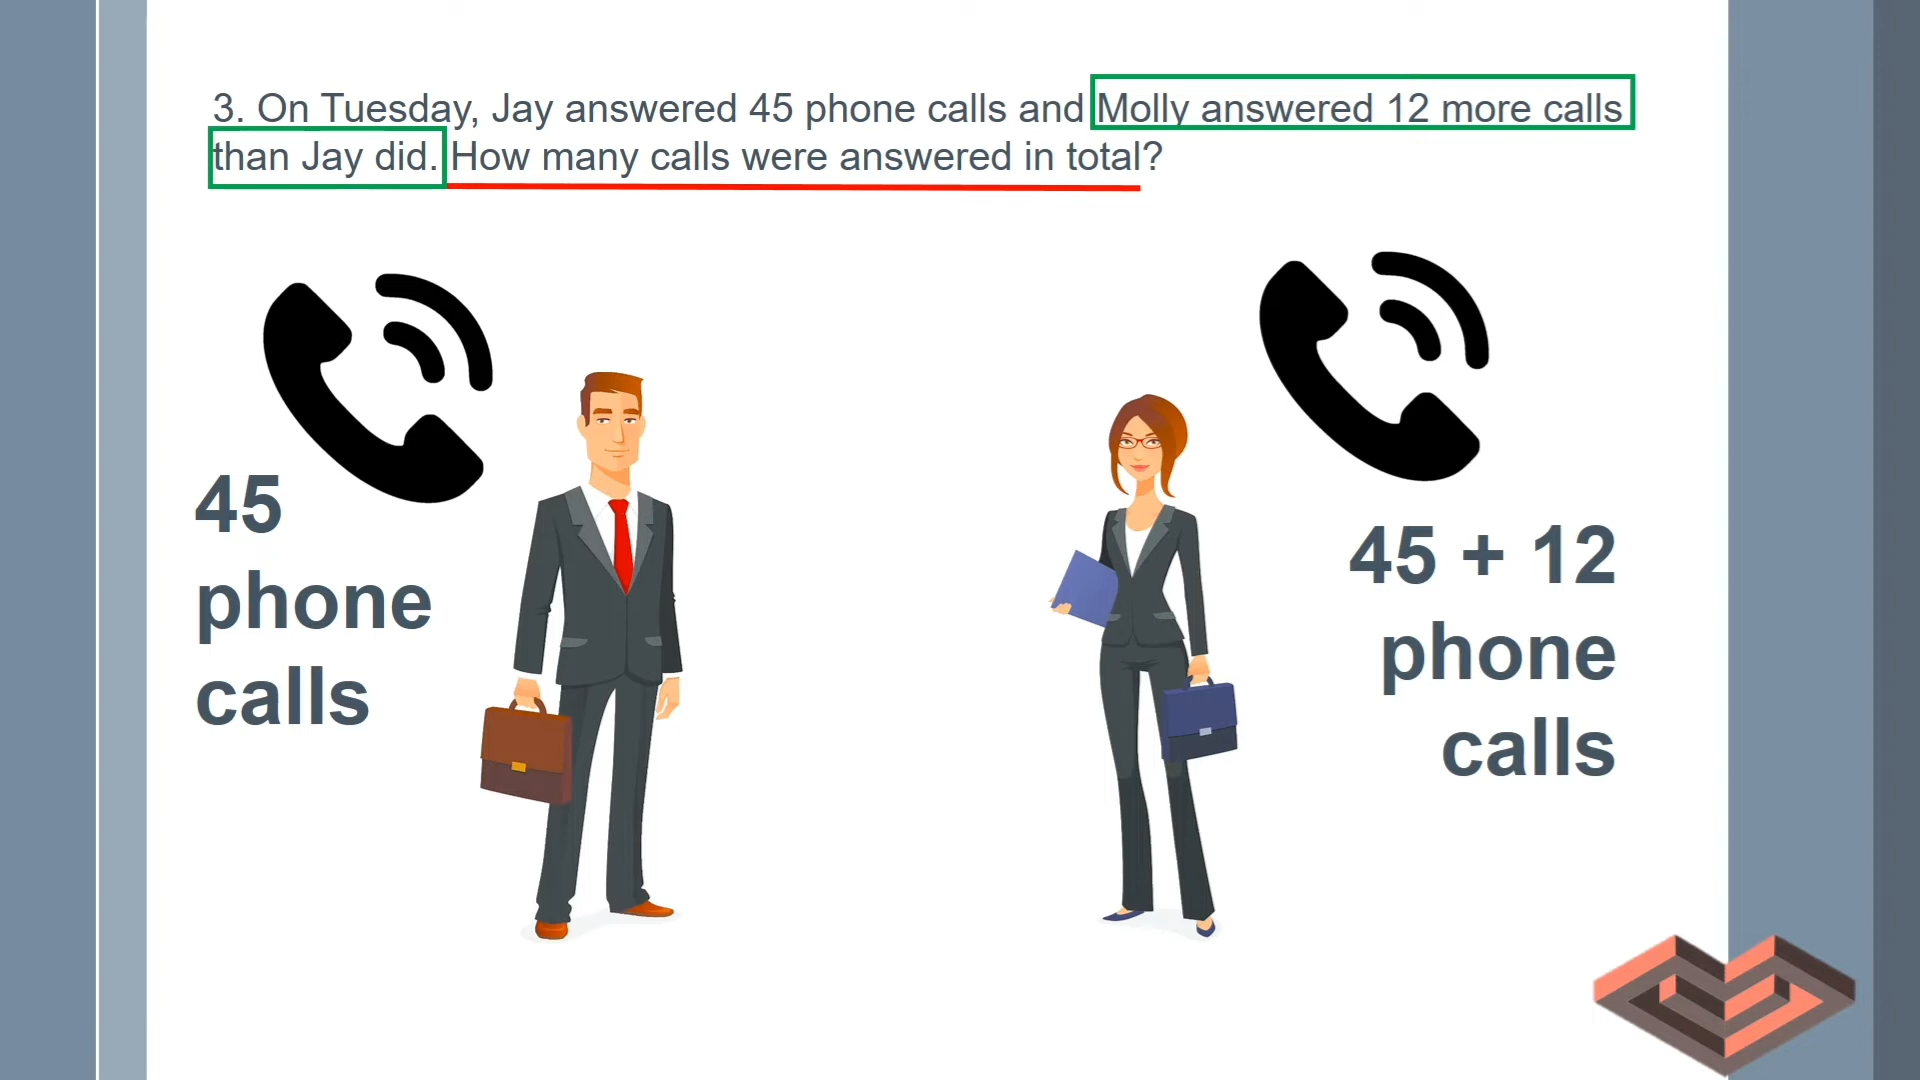 3. On Tuesday, Jay answered 45 phone calls and Molly answered 12 more calls
than Jay did. How many calls were answered in total?
45
phone
calls
45 + 12
phone
calls